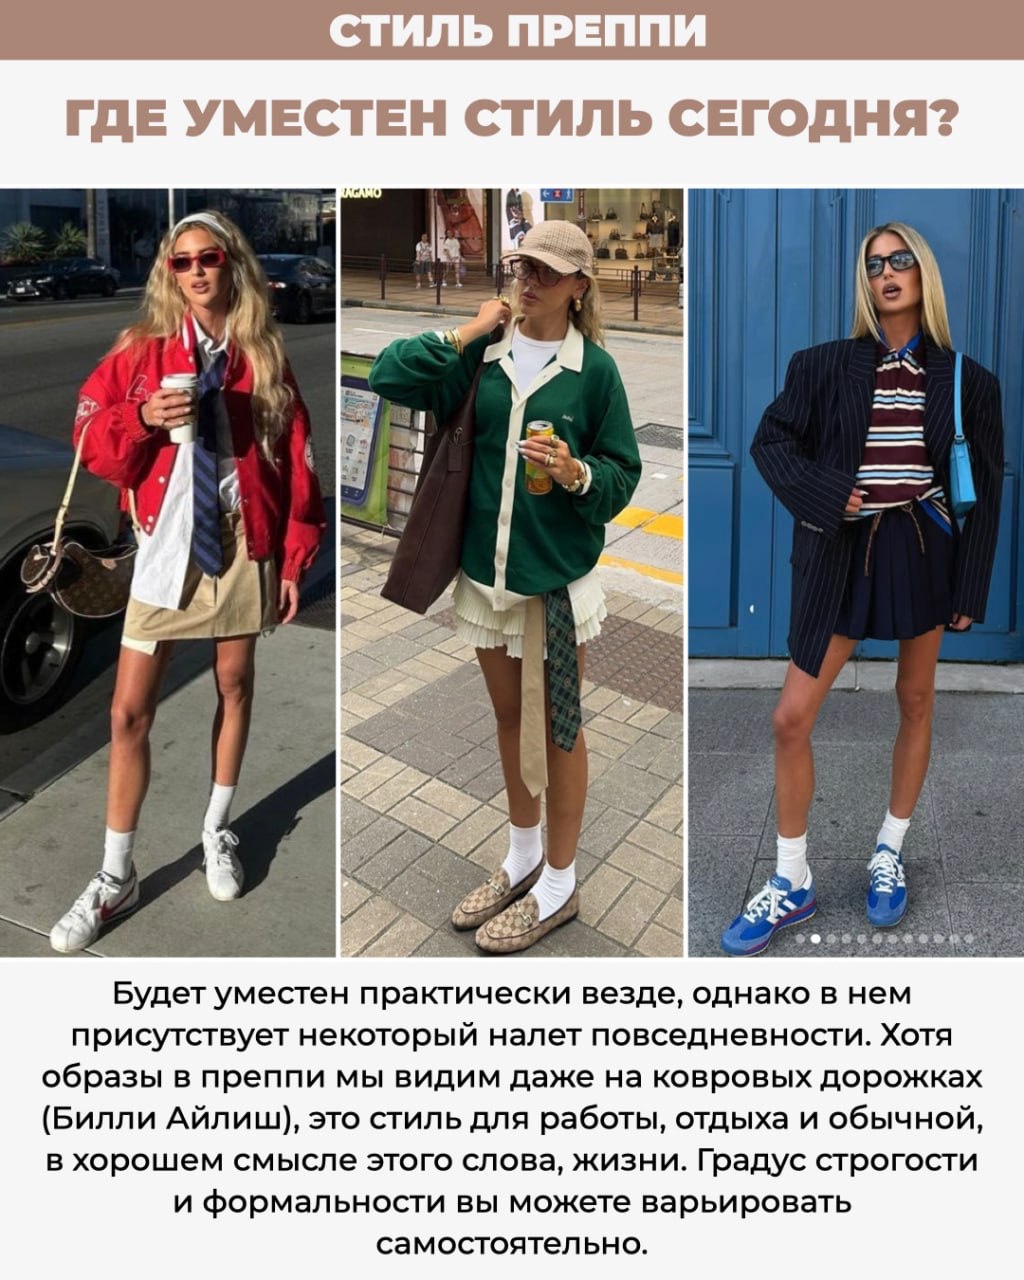 СТИЛЬ ПРЕППИ
ГДЕ УМЕСТЕН СТИЛЬ СЕГОДНЯ?
RAGAMO
Будет уместен практически везде, однако в нем
присутствует некоторый налет повседневности. Хотя
образы в преппи мы видим даже на ковровых дорожках
(Билли Айлиш), это стиль для работы, отдыха и обычной,
в хорошем смысле этого слова, жизни. Градус строгости
и формальности вы можете варьировать
самостоятельно.